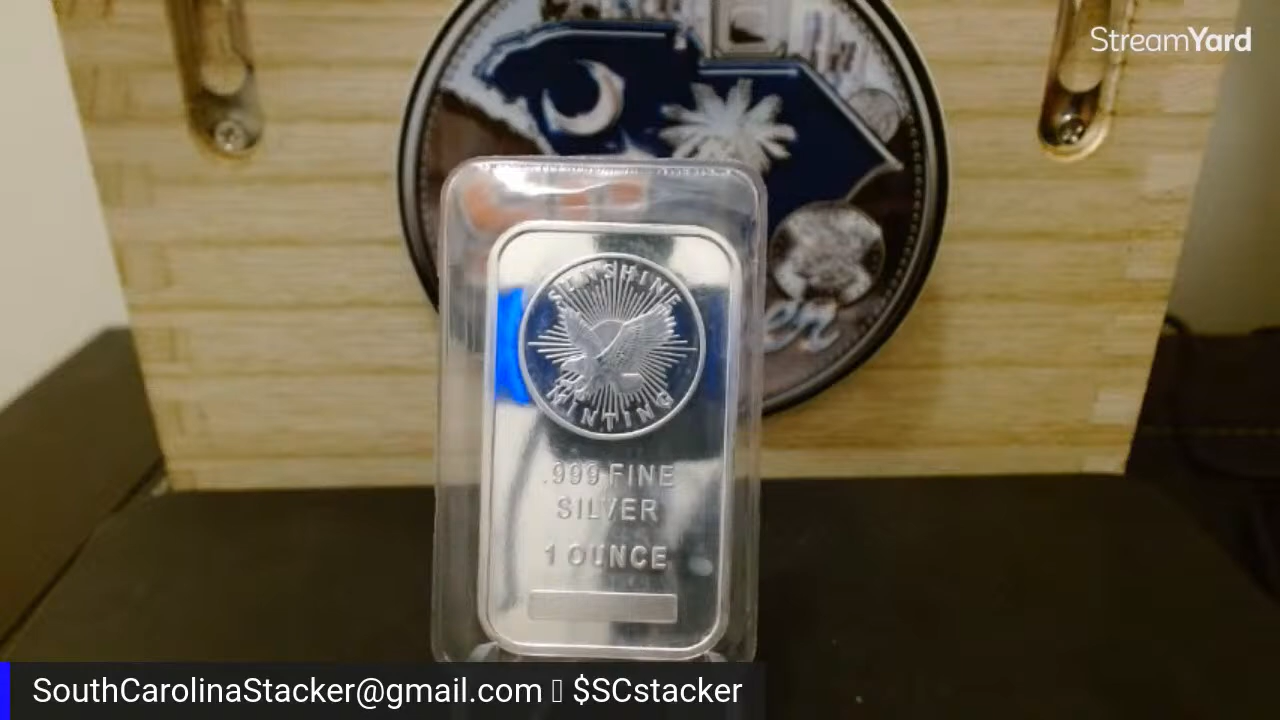 StreamYard
SUNSHINE
MINTING
.999 FINE
SILVER
1 OUNCE
SouthCarolinaStacker@gmail.com ▯ $SCstacker